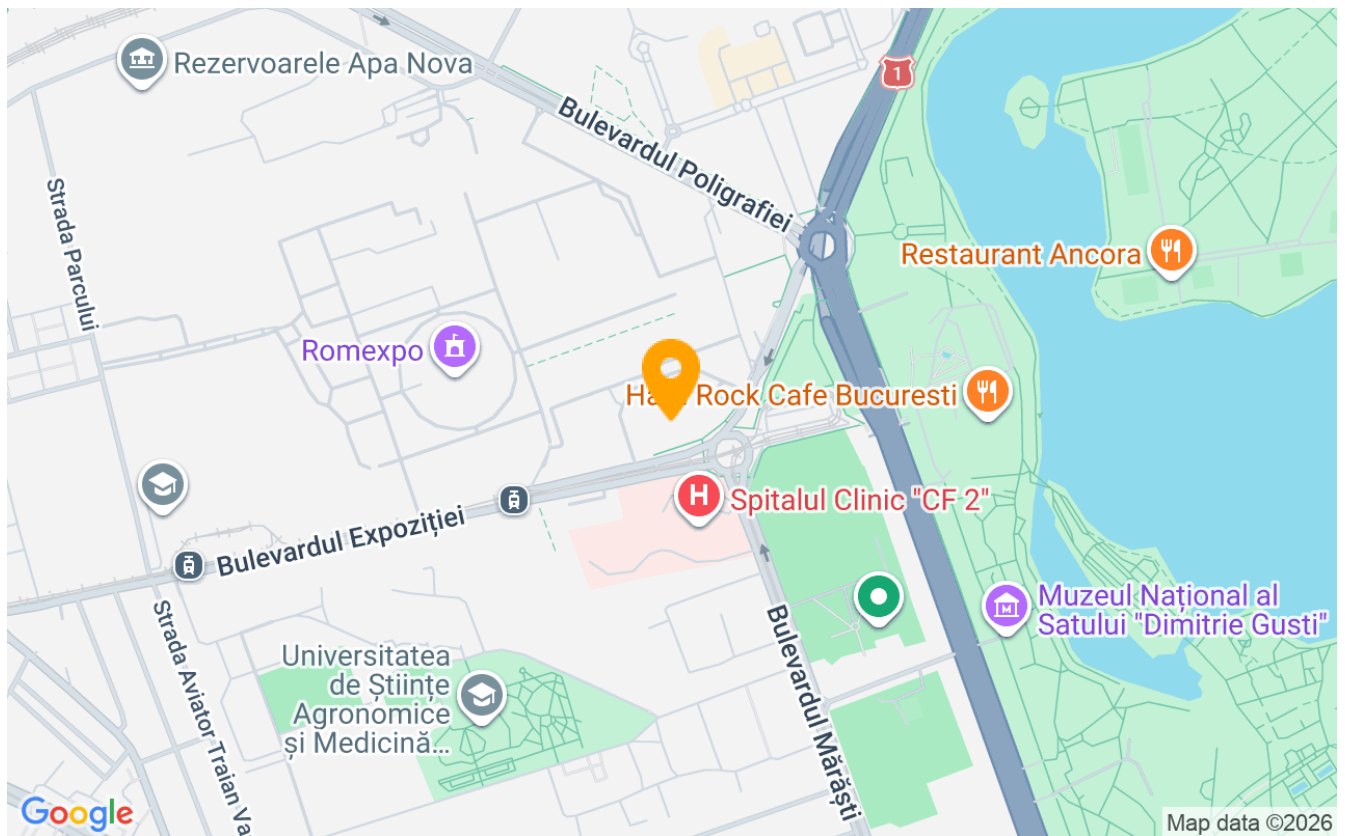 Rezervoarele Apa Nova
1
Bulevardul Poligrafiei
Strada Parcului
Restaurant Ancora
Romexpo
Rock Cafe Bucuresti
H
Spitalul Clinic "CF 2"
Bulevardul Expoziției
M
Muzeul Național al
Satului "Dimitrie Gusti"
Strada Aviator Traian Va
Bulevardul Mărăști
Universitatea
de Științe
Agronomice
și Medicină...
Google
Map data ©2026